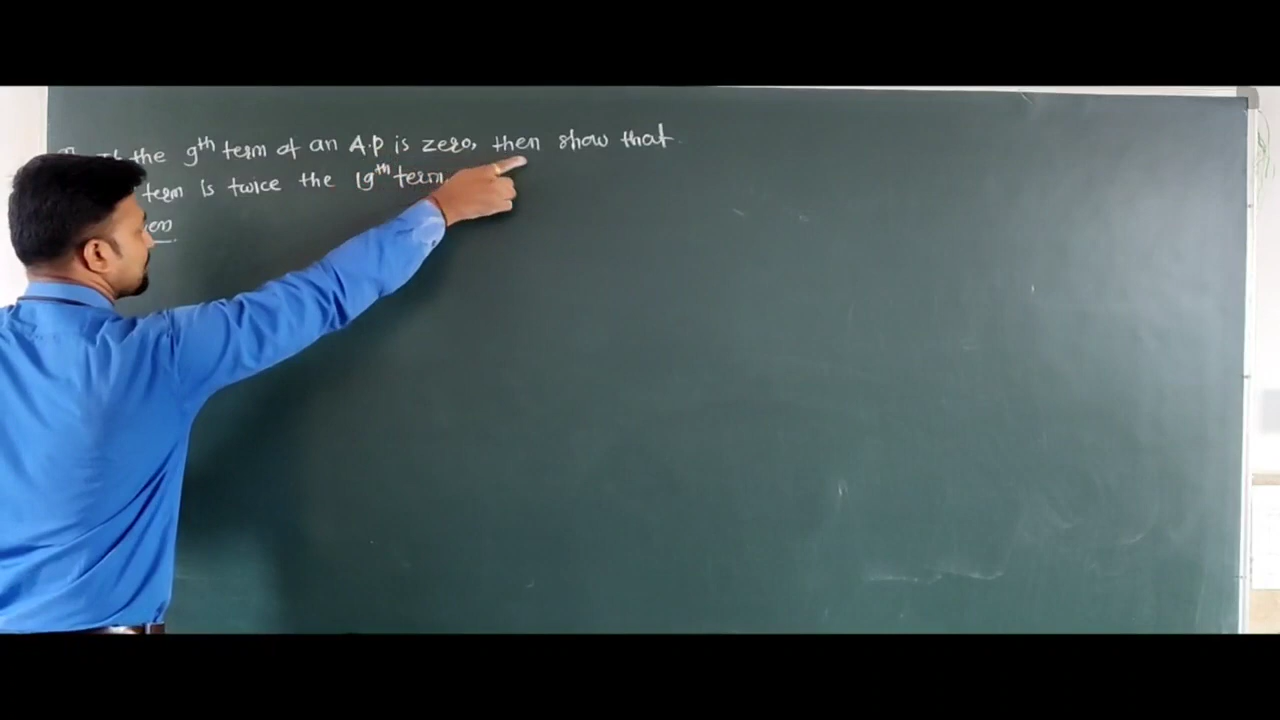 the 9th term of an A.P is zero, then show that
term is twice the 19th term